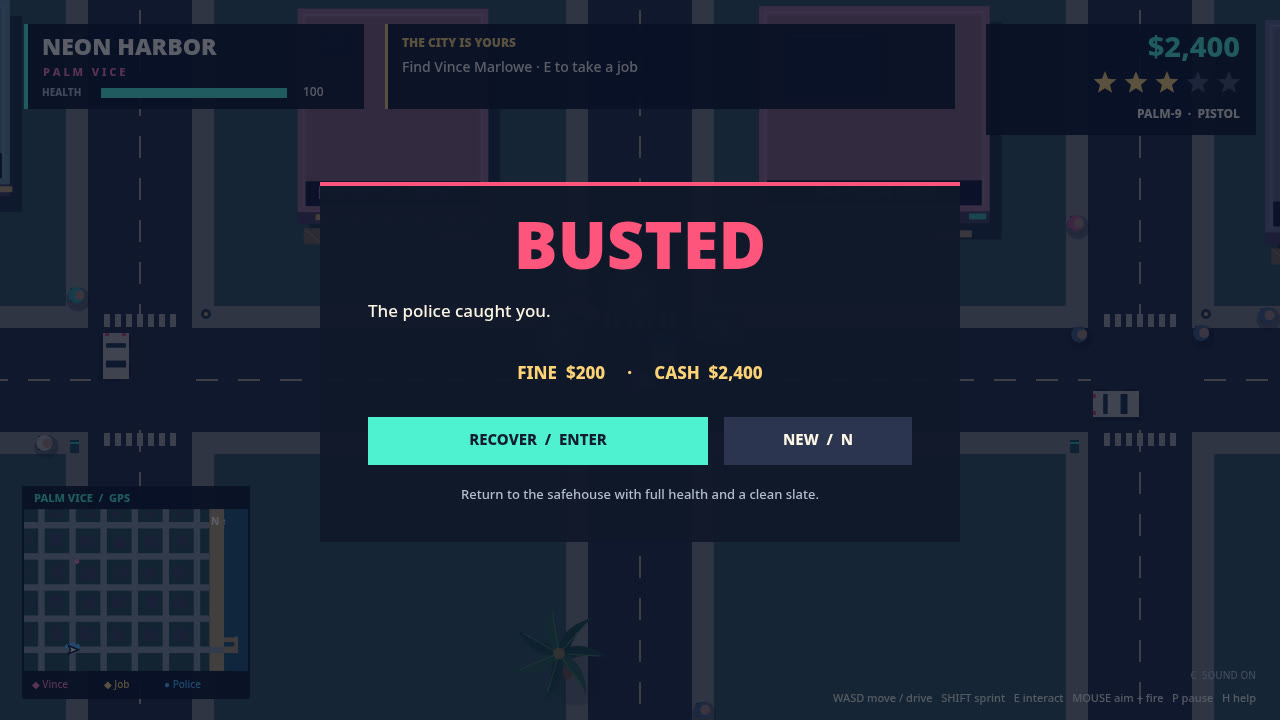 NEON HARBOR
PALM VICE
HEALTH 100
THE CITY IS YOURS
Find Vince Marlowe · E to take a job
$2,400
PALM-9 · PISTOL
BUSTED
The police caught you.
FINE $200 · CASH $2,400
RECOVER / ENTER
NEW / N
Return to the safehouse with full health and a clean slate.
PALM VICE / GPS
N
Vince
Job
Police
SOUND ON
WASD move / drive SHIFT sprint E interact MOUSE aim + fire P pause H help